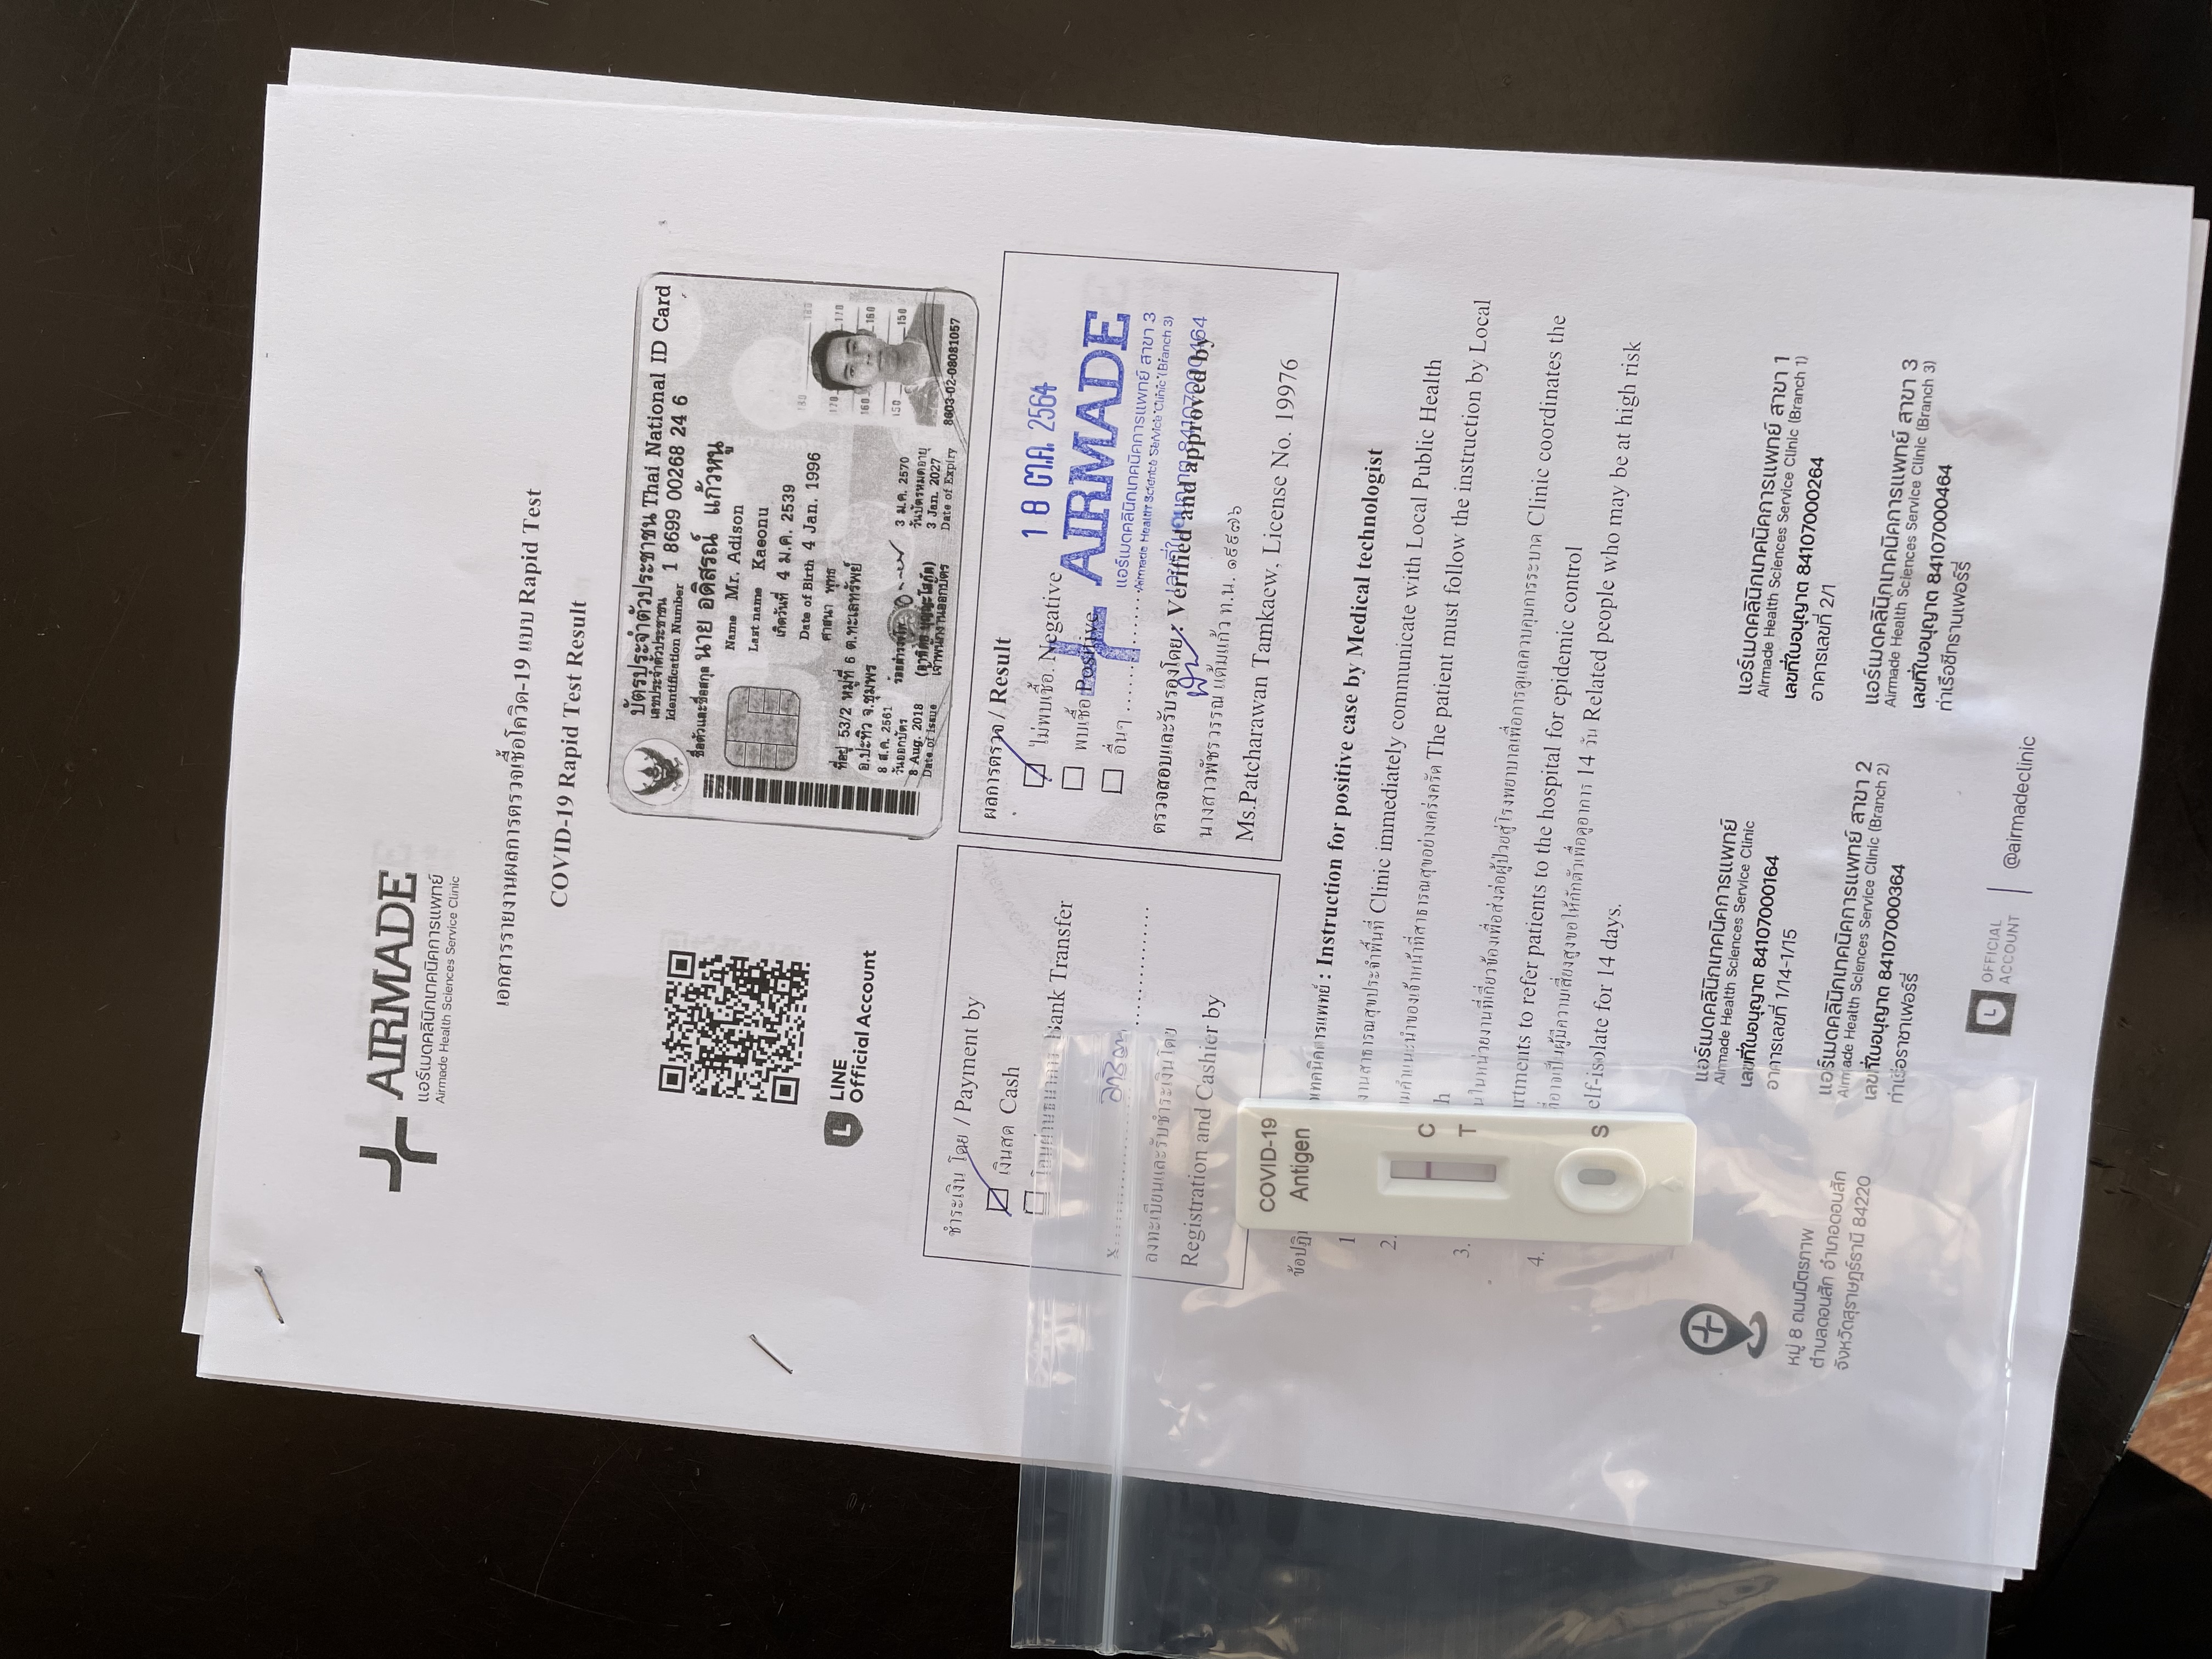 AIRMADE
แอร์เมดคลินิกเทคนิคการแพทย์
Airmade Health Sciences Service Clinic
เอกสารรายงานผลการตรวจเชื้อโควิด-19 แบบ Rapid Test
COVID-19 Rapid Test Result
LINE
Official Account
บัตรประจำตัวประชาชน Thai National ID Card
เลขประจำตัวประชาชน
Identification Number 1 8699 00268 24 6
ชื่อตัวและชื่อสกุล นาย อดิสรณ์ แก้วหนู
Name Mr. Adison
Last name Kaeonu
เกิดวันที่ 4 ม.ค. 2539
Date of Birth 4 Jan. 1996
ศาสนา พุทธ
ที่อยู่ 53/2 หมู่ที่ 6 ต.ทะเลทรัพย์
อ.ปะทิว จ.ชุมพร
8 ส.ค. 2561
วันออกบัตร
8 Aug. 2018
Date of Issue
เจ้าพนักงานออกบัตร
3 ม.ค. 2570
วันบัตรหมดอายุ
3 Jan. 2027
Date of Expiry
180 180
170 170
160 160
150 150
8603-02-08081057
ชำระเงิน โดย / Payment by
เงินสด Cash
โอนผ่านธนาคาร Bank Transfer
x
ลงทะเบียนและรับชำระเงินโดย
Registration and Cashier by
ผลการตรวจ / Result
ไม่พบเชื้อ. Negative
พบเชื้อ Positive
อื่นๆ ..........
18 ต.ค. 2564
AIRMADE
แอร์เมดคลินิกเทคนิคการแพทย์ สาขา 3
Airmade Health Science Service Clinic (Branch 3)
เลขที่ใบอนุญาต 84107000464
ตรวจสอบและรับรองโดย : Verified and approved by
นางสาวพัชรวรรณ แต้มแก้ว ท.น. ๑๙๙๗๖
Ms.Patcharawan Tamkaew, License No. 19976
COVID-19
Antigen
C
T
S
ข้อปฏิ
เทคนิคการแพทย์ : Instruction for positive case by Medical technologist
1
งานสาธารณสุขประจำพื้นที่ Clinic immediately communicate with Local Public Health
2.
ามคำแนะนำของเจ้าหน้าที่สาธารณสุขอย่างเคร่งครัด The patient must follow the instruction by Local
h
3.
นในหน่วยงานที่เกี่ยวข้องเพื่อส่งต่อผู้ป่วยสู่โรงพยาบาลเพื่อการดูแลควบคุมการระบาด Clinic coordinates the
artments to refer patients to the hospital for epidemic control
4.
ที่อาจเป็นผู้มีความเสี่ยงสูงขอให้กักตัวเพื่อดูอาการ 14 วัน Related people who may be at high risk
elf-isolate for 14 days.
หมู่ 8 ถนนมิตรภาพ
ตำบลดอนสัก อำเภอดอนสัก
จังหวัดสุราษฎร์ธานี 84220
แอร์เมดคลินิกเทคนิคการแพทย์
Airmade Health Sciences Service Clinic
เลขที่ใบอนุญาต 84107000164
อาคารเลขที่ 1/14-1/15
แอร์เมดคลินิกเทคนิคการแพทย์ สาขา 1
Airmade Health Sciences Service Clinic (Branch 1)
เลขที่ใบอนุญาต 84107000264
อาคารเลขที่ 2/1
แอร์เมดคลินิกเทคนิคการแพทย์ สาขา 2
Airmade Health Sciences Service Clinic (Branch 2)
เลขที่ใบอนุญาต 84107000364
ท่าเรือราชาเฟอร์รี่
แอร์เมดคลินิกเทคนิคการแพทย์ สาขา 3
Airmade Health Sciences Service Clinic (Branch 3)
เลขที่ใบอนุญาต 84107000464
ท่าเรือซีทรานเฟอร์รี่
L OFFICIAL
ACCOUNT
@airmadeclinic